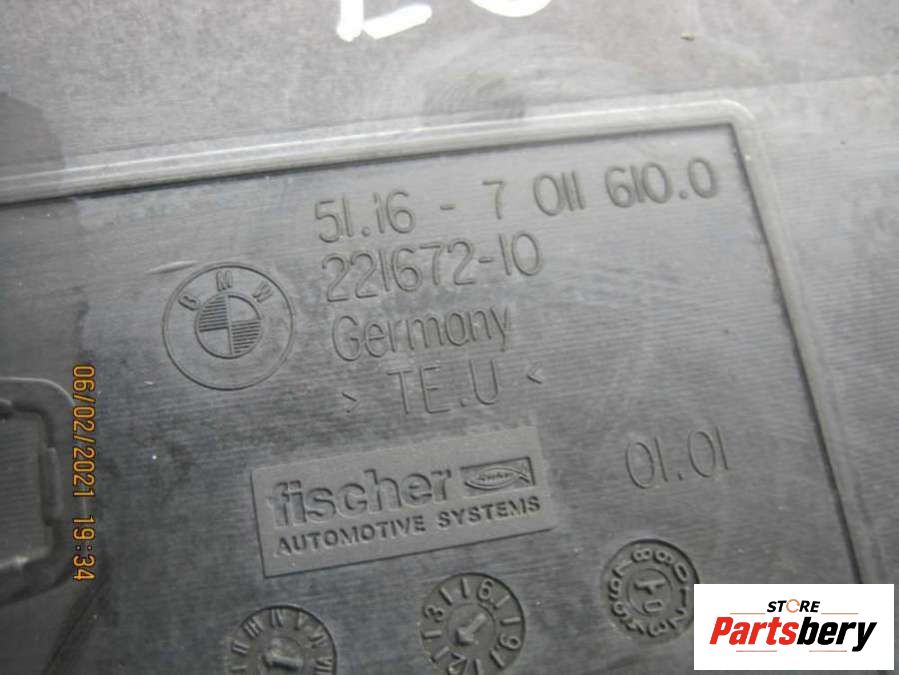 51.16 - 7 011 610.0
221672-10
BMW
Germany
> TE.U <
fischer
AUTOMOTIVE SYSTEMS
01.01
06/02/2021 19:34
STORE
Partsbery